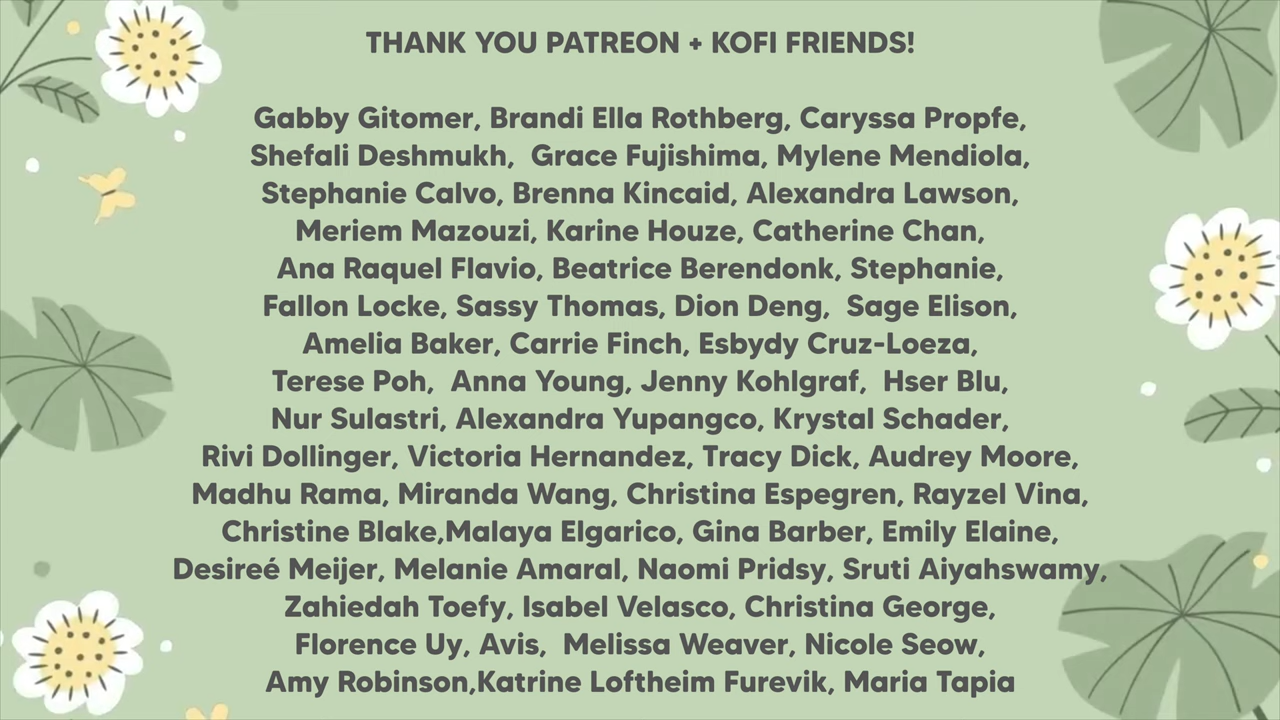 THANK YOU PATREON + KOFI FRIENDS!
Gabby Gitomer, Brandi Ella Rothberg, Caryssa Propfe,
Shefali Deshmukh,  Grace Fujishima, Mylene Mendiola,
Stephanie Calvo, Brenna Kincaid, Alexandra Lawson,
Meriem Mazouzi, Karine Houze, Catherine Chan,
Ana Raquel Flavio, Beatrice Berendonk, Stephanie,
Fallon Locke, Sassy Thomas, Dion Deng,  Sage Elison,
Amelia Baker, Carrie Finch, Esbydy Cruz-Loeza,
Terese Poh,  Anna Young, Jenny Kohlgraf,  Hser Blu,
Nur Sulastri, Alexandra Yupangco, Krystal Schader,
Rivi Dollinger, Victoria Hernandez, Tracy Dick, Audrey Moore,
Madhu Rama, Miranda Wang, Christina Espegren, Rayzel Vina,
Christine Blake,Malaya Elgarico, Gina Barber, Emily Elaine,
Desireé Meijer, Melanie Amaral, Naomi Pridsy, Sruti Aiyahswamy,
Zahiedah Toefy, Isabel Velasco, Christina George,
Florence Uy, Avis,  Melissa Weaver, Nicole Seow,
Amy Robinson,Katrine Loftheim Furevik, Maria Tapia